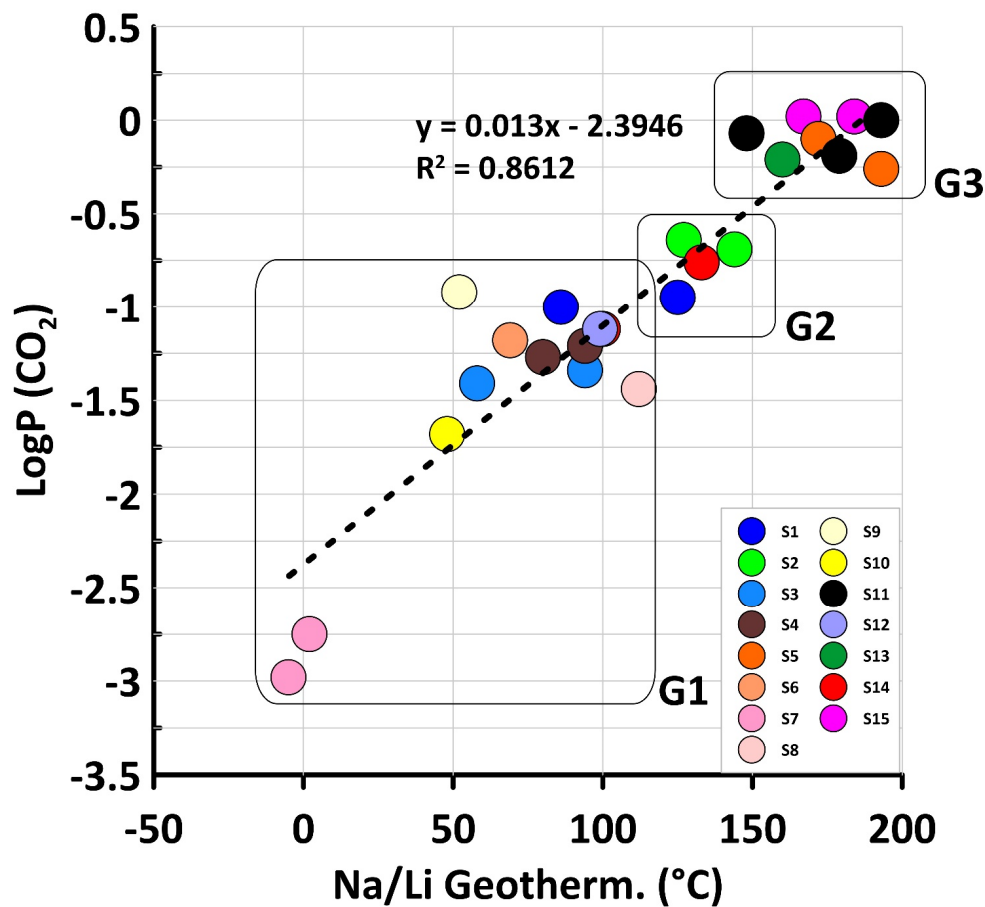 0.5
0
-0.5
-1
-1.5
-2
-2.5
-3
-3.5
LogP (CO₂)
y = 0.013x - 2.3946
R² = 0.8612
G3
G2
G1
S1
S2
S3
S4
S5
S6
S7
S8
S9
S10
S11
S12
S13
S14
S15
-50 0 50 100 150 200
Na/Li Geotherm. (°C)